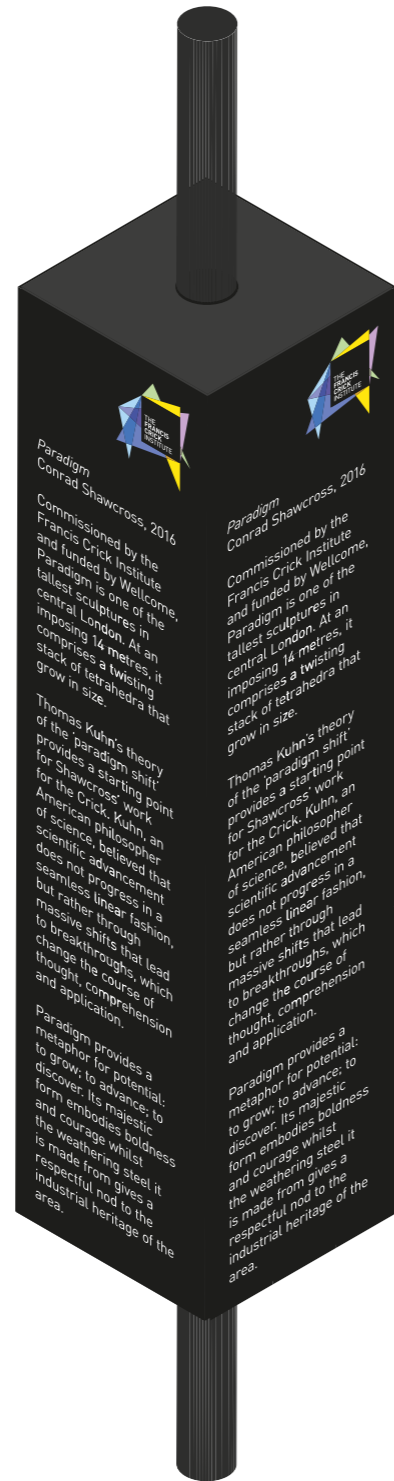 THE
FRANCIS
CRICK
INSTITUTE
Paradigm
Conrad Shawcross, 2016
Commissioned by the
Francis Crick Institute
and funded by Wellcome,
Paradigm is one of the
tallest sculptures in
central London. At an
imposing 14 metres, it
comprises a twisting
stack of tetrahedra that
grow in size.
Thomas Kuhn's theory
of the 'paradigm shift'
provides a starting point
for Shawcross' work
for the Crick. Kuhn, an
American philosopher
of science, believed that
scientific advancement
does not progress in a
seamless linear fashion,
but rather through
massive shifts that lead
to breakthroughs, which
change the course of
thought, comprehension
and application.
Paradigm provides a
metaphor for potential:
to grow; to advance; to
discover. Its majestic
form embodies boldness
and courage whilst
the weathering steel it
is made from gives a
respectful nod to the
industrial heritage of the
area.
THE
FRANCIS
CRICK
INSTITUTE
Paradigm
Conrad Shawcross, 2016
Commissioned by the
Francis Crick Institute
and funded by Wellcome,
Paradigm is one of the
tallest sculptures in
central London. At an
imposing 14 metres, it
comprises a twisting
stack of tetrahedra that
grow in size.
Thomas Kuhn's theory
of the 'paradigm shift'
provides a starting point
for Shawcross' work
for the Crick. Kuhn, an
American philosopher
of science, believed that
scientific advancement
does not progress in a
seamless linear fashion,
but rather through
massive shifts that lead
to breakthroughs, which
change the course of
thought, comprehension
and application.
Paradigm provides a
metaphor for potential:
to grow; to advance; to
discover. Its majestic
form embodies boldness
and courage whilst
the weathering steel it
is made from gives a
respectful nod to the
industrial heritage of the
area.